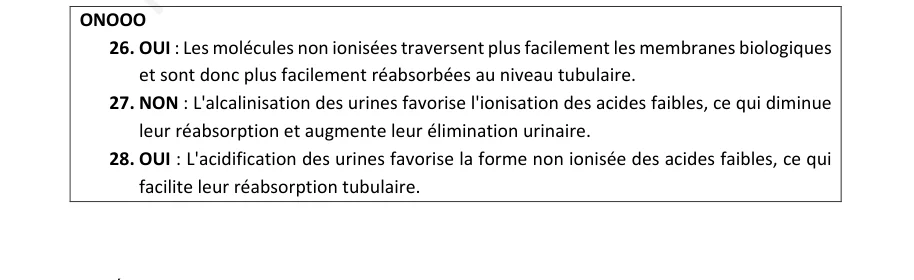 ONOOO
26. OUI : Les molécules non ionisées traversent plus facilement les membranes biologiques
et sont donc plus facilement réabsorbées au niveau tubulaire.
27. NON : L'alcalinisation des urines favorise l'ionisation des acides faibles, ce qui diminue
leur réabsorption et augmente leur élimination urinaire.
28. OUI : L'acidification des urines favorise la forme non ionisée des acides faibles, ce qui
facilite leur réabsorption tubulaire.